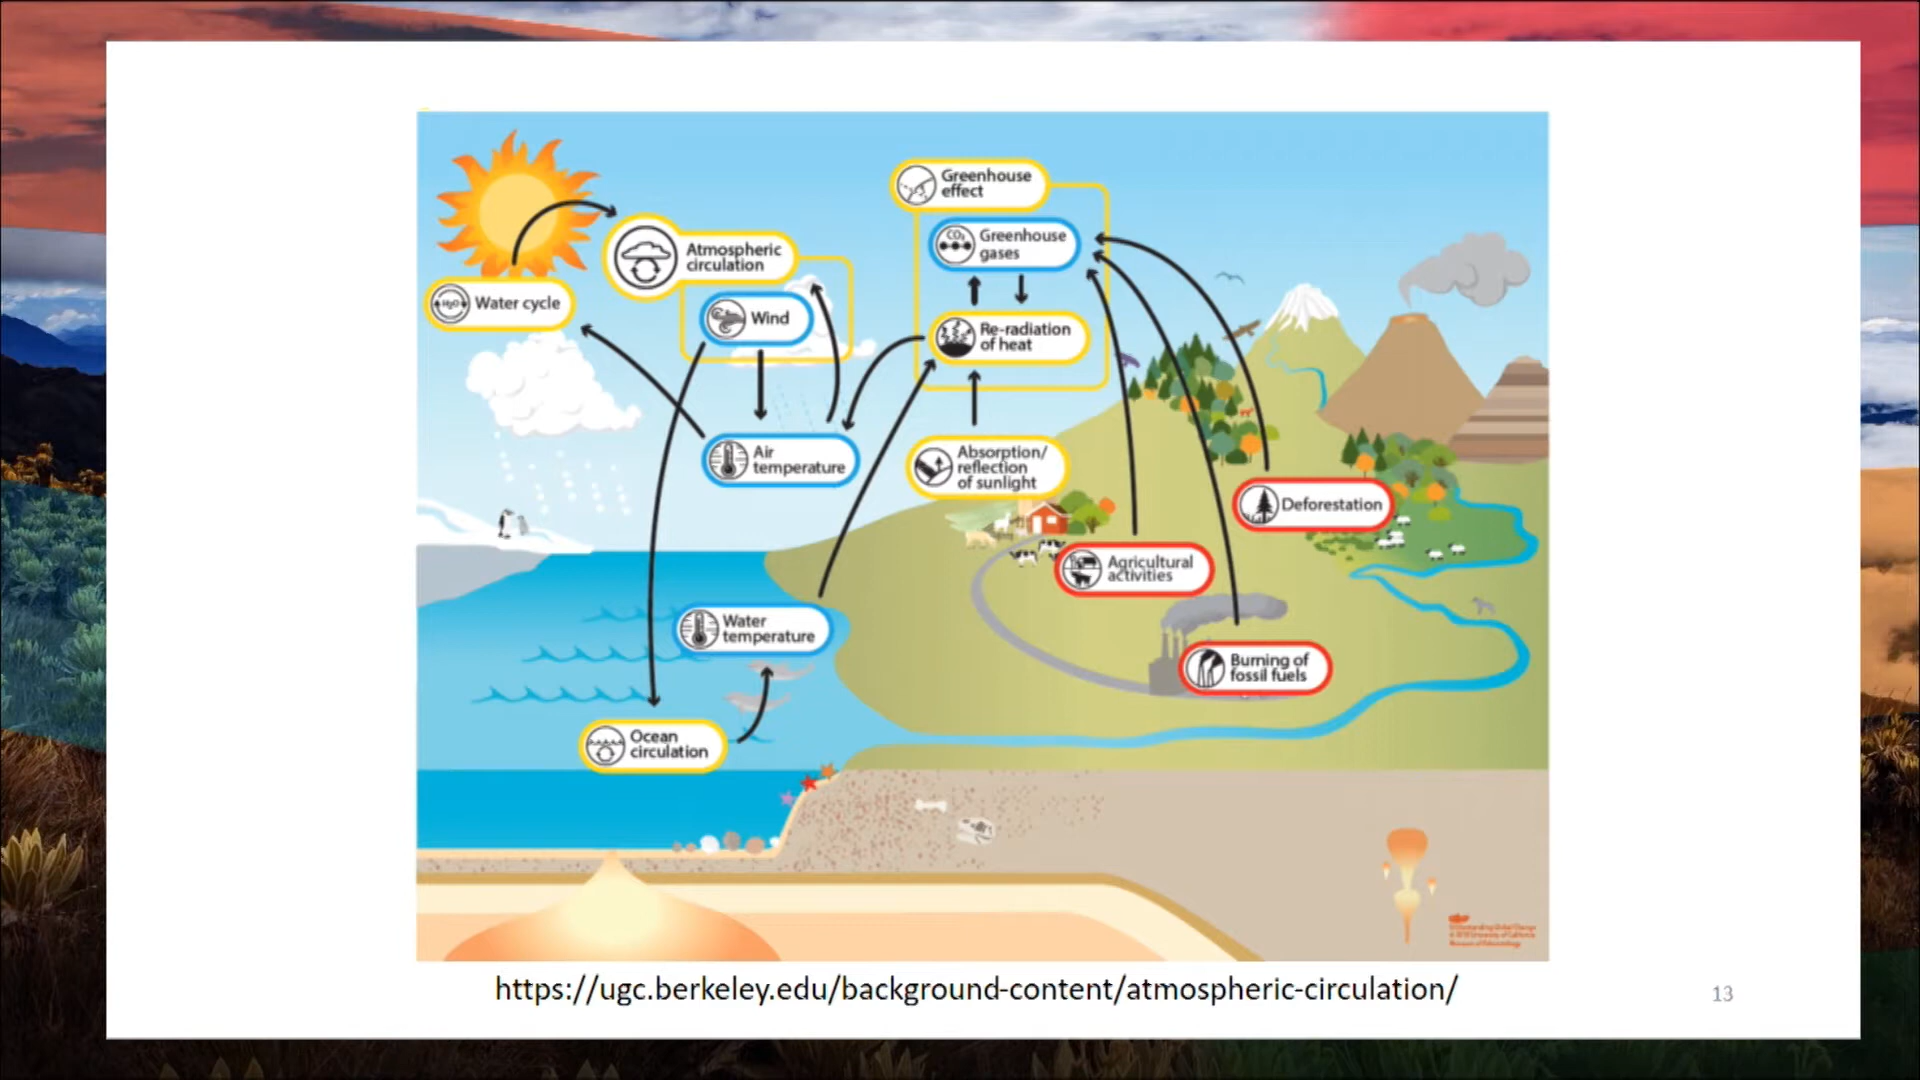 Greenhouse
effect
CO₂
Greenhouse
gases
Atmospheric
circulation
H₂O
Water cycle
Wind
Re-radiation
of heat
Air
temperature
Absorption/
reflection
of sunlight
Deforestation
Agricultural
activities
Water
temperature
Burning of
fossil fuels
Ocean
circulation
https://ugc.berkeley.edu/background-content/atmospheric-circulation/
13